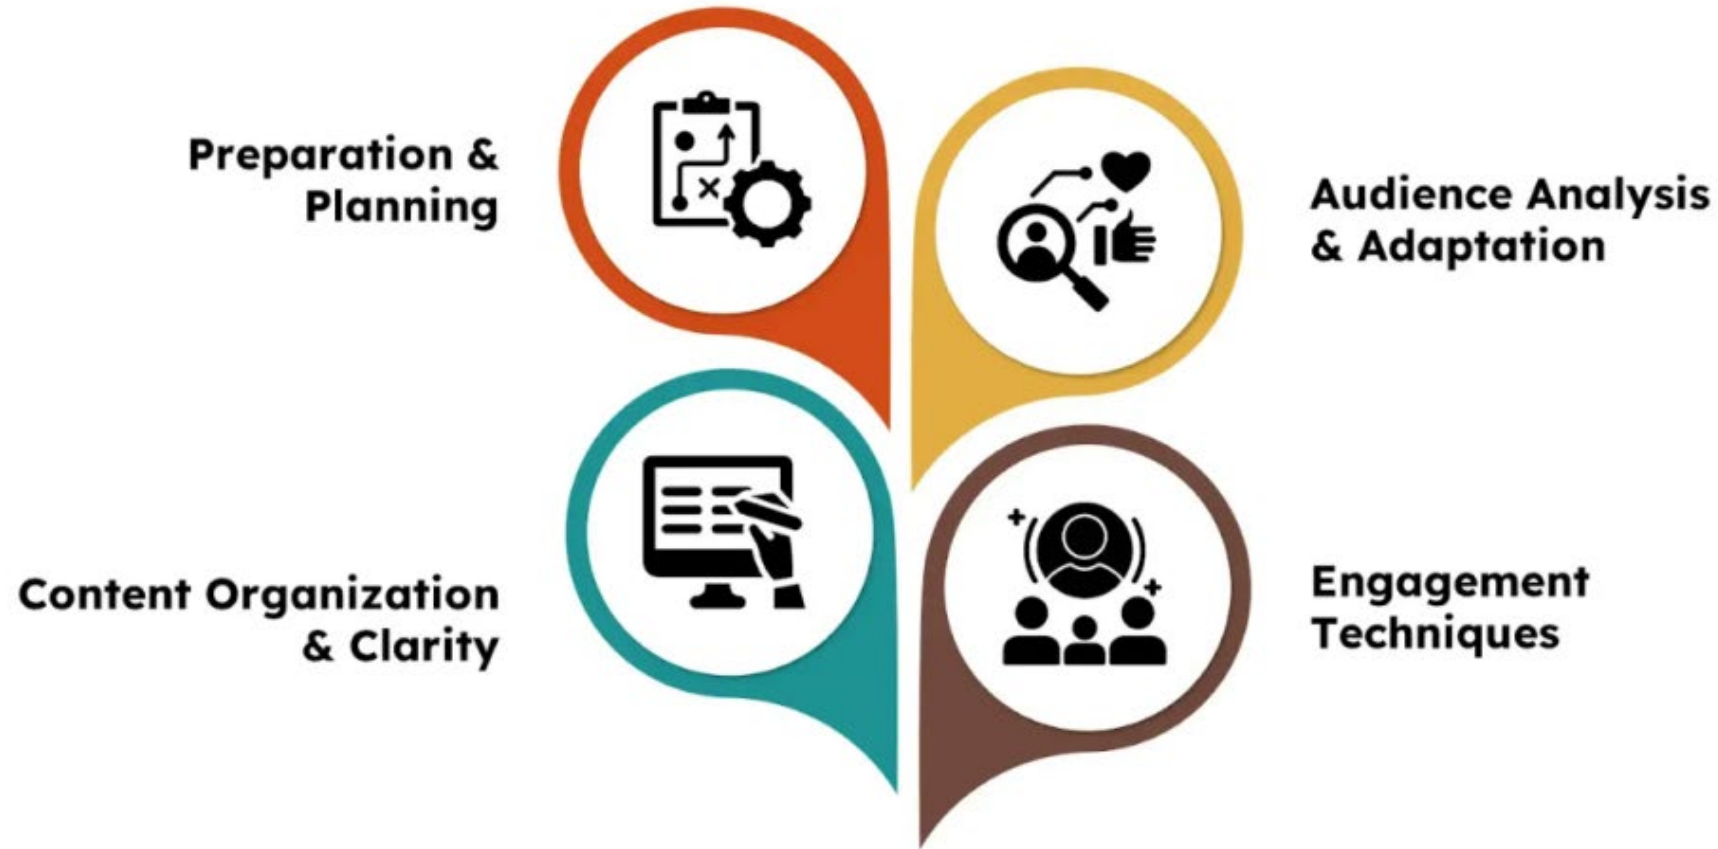 Preparation &
Planning
Audience Analysis
& Adaptation
Content Organization
& Clarity
Engagement
Techniques